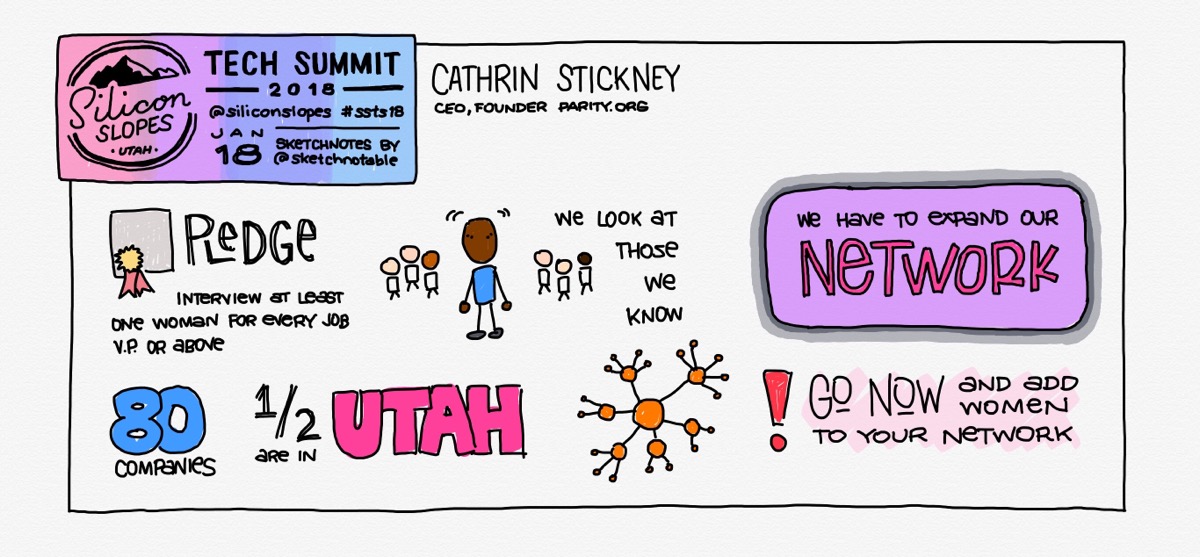 Silicon
SLOPES
• UTAH •
TECH SUMMIT
2018
@siliconslopes #ssts18
JAN
18
SKETCHNOTES BY
@sketchnotable
CATHRIN STICKNEY
CEO, FOUNDER PARITY.ORG
PLeDGe
INTERVIEW AT LEAST
ONe WOMAN FOR eVeRY JOB
V.P. OR ABOVe
We LOOK AT
THOSe
We
KNOW
We HAVe TO eXPAND OUR
NeTWORK
80
COMPANIeS
1/2
ARe IN
UTAH
! GO NOW AND ADD
WOMEN
TO YOUR NeTWORK